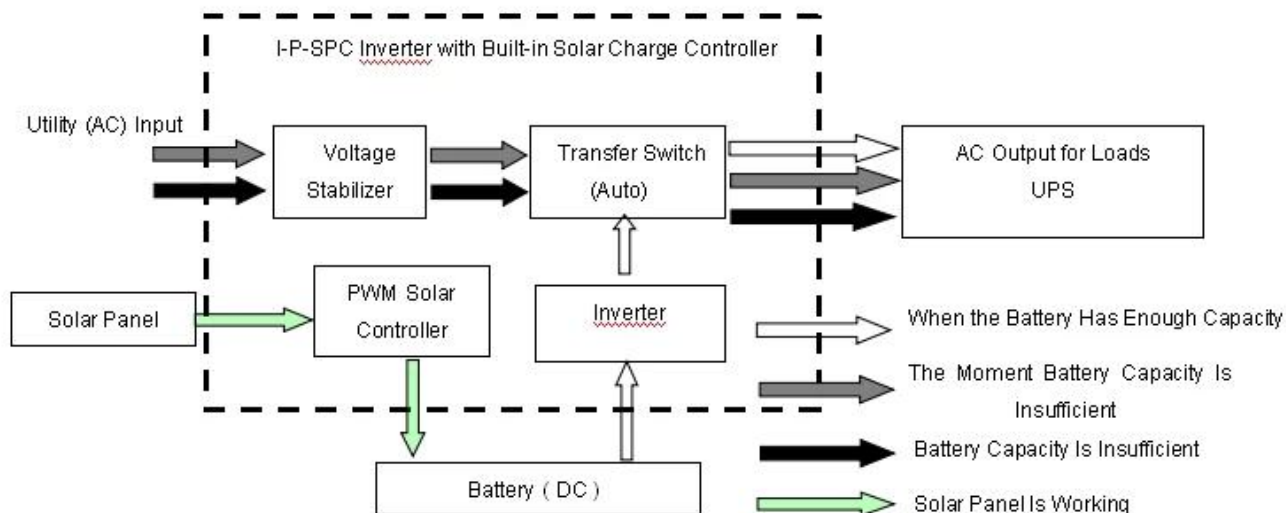 I-P-SPC Inverter with Built-in Solar Charge Controller
Utility (AC) Input
Voltage
Stabilizer
Transfer Switch
(Auto)
AC Output for Loads
UPS
Solar Panel
PWM Solar
Controller
Inverter
Battery ( DC )
When the Battery Has Enough Capacity
The Moment Battery Capacity Is
Insufficient
Battery Capacity Is Insufficient
Solar Panel Is Working